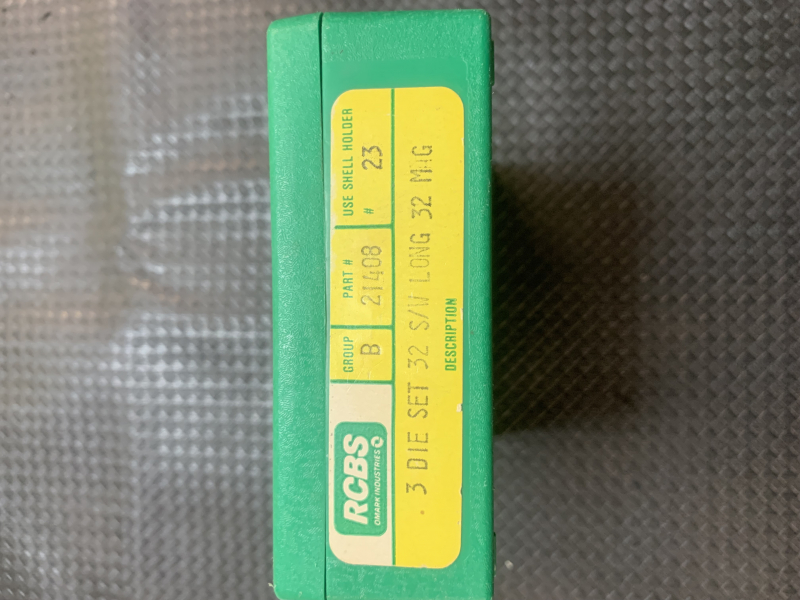 RCBS
OMARK INDUSTRIES
GROUP
B
PART #
21408
USE SHELL HOLDER
# 23
3 DIE SET 32 S/W LONG 32 MAG
DESCRIPTION